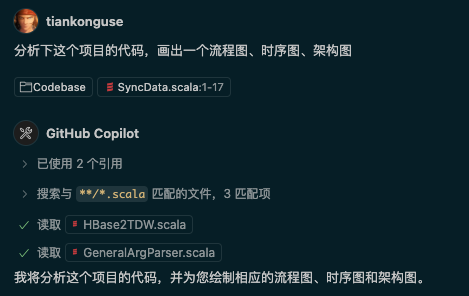 tiankonguse
分析下这个项目的代码，画出一个流程图、时序图、架构图
Codebase SyncData.scala:1-17
GitHub Copilot
已使用 2 个引用
搜索与 **/*.scala 匹配的文件，3 匹配项
读取 HBase2TDW.scala
读取 GeneralArgParser.scala
我将分析这个项目的代码，并为您绘制相应的流程图、时序图和架构图。